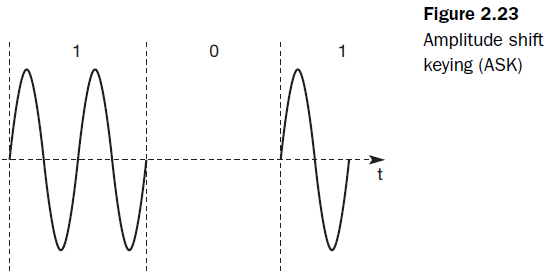 Figure 2.23
Amplitude shift
keying (ASK)
1 0 1
t